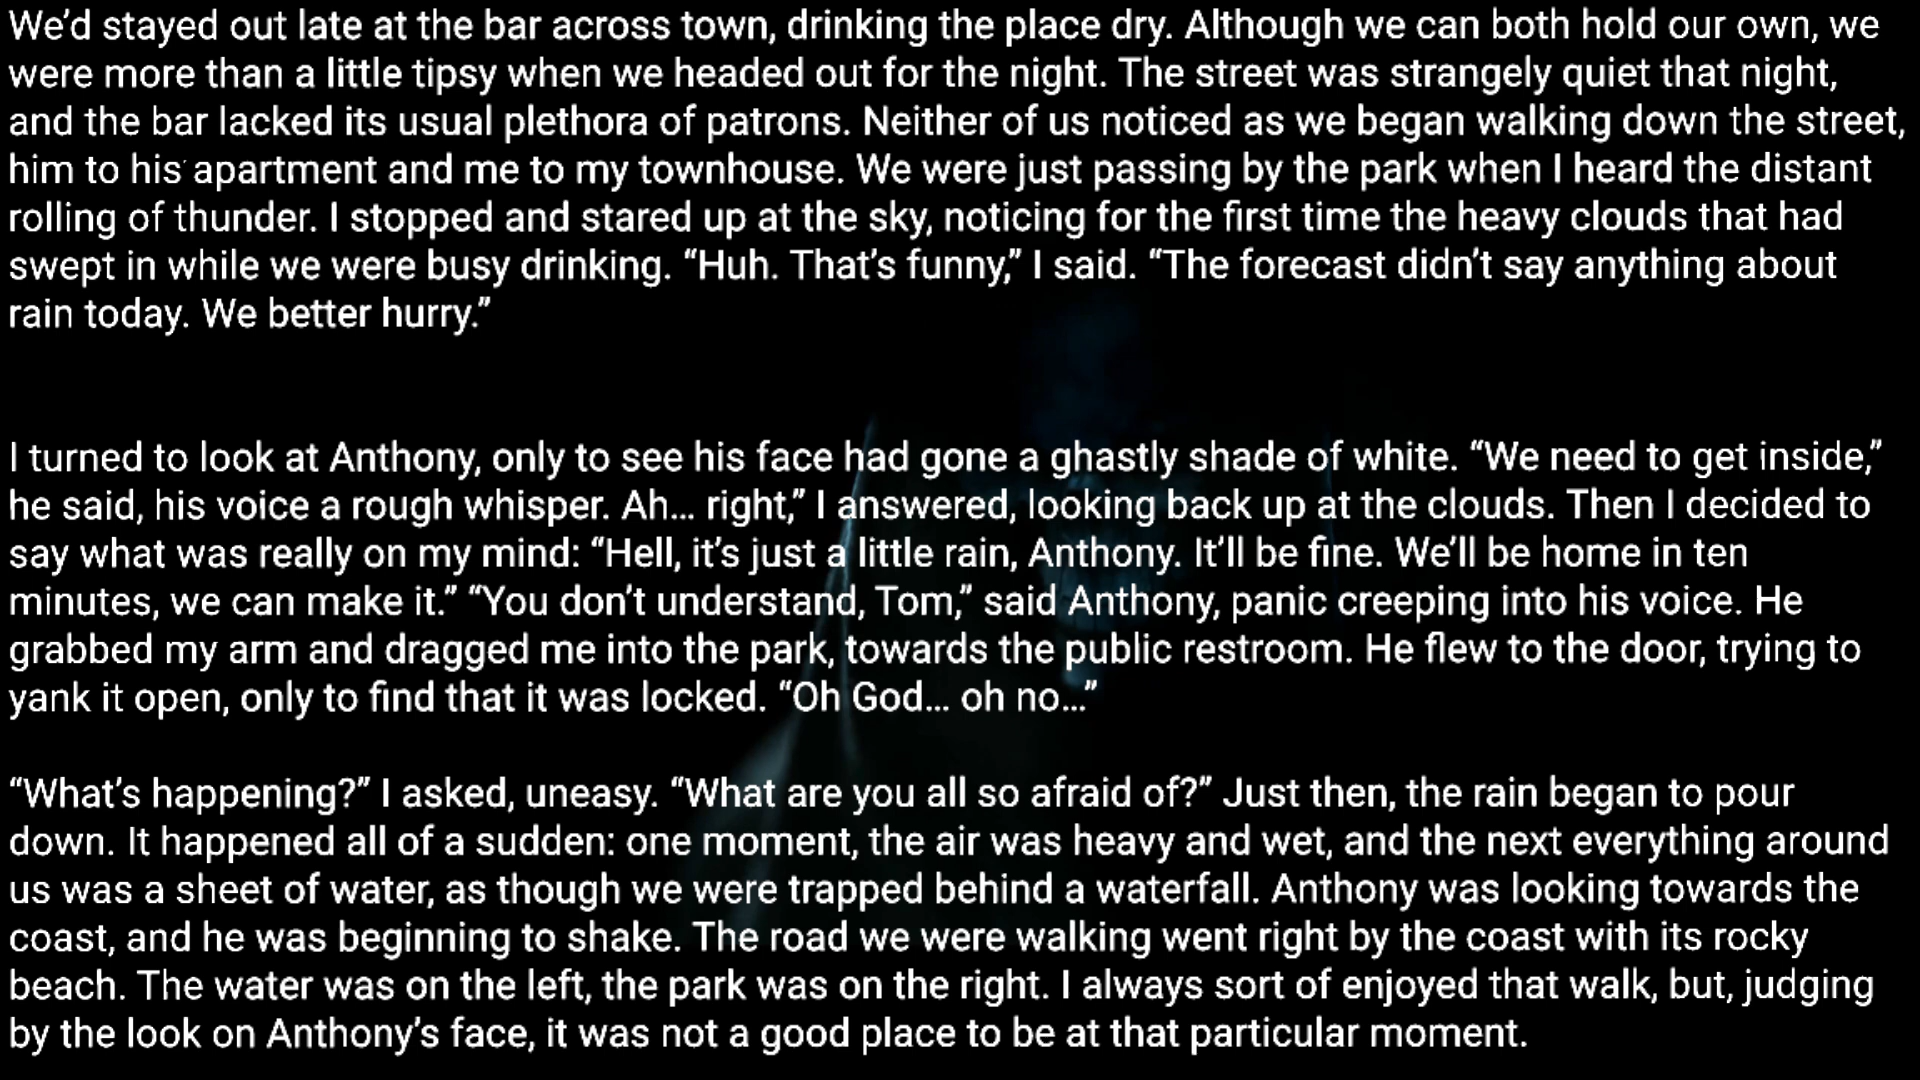 We’d stayed out late at the bar across town, drinking the place dry. Although we can both hold our own, we
were more than a little tipsy when we headed out for the night. The street was strangely quiet that night,
and the bar lacked its usual plethora of patrons. Neither of us noticed as we began walking down the street,
him to his apartment and me to my townhouse. We were just passing by the park when I heard the distant
rolling of thunder. I stopped and stared up at the sky, noticing for the first time the heavy clouds that had
swept in while we were busy drinking. “Huh. That’s funny,” I said. “The forecast didn’t say anything about
rain today. We better hurry.”
I turned to look at Anthony, only to see his face had gone a ghastly shade of white. “We need to get inside,”
he said, his voice a rough whisper. Ah… right,” I answered, looking back up at the clouds. Then I decided to
say what was really on my mind: “Hell, it’s just a little rain, Anthony. It’ll be fine. We’ll be home in ten
minutes, we can make it.” “You don’t understand, Tom,” said Anthony, panic creeping into his voice. He
grabbed my arm and dragged me into the park, towards the public restroom. He flew to the door, trying to
yank it open, only to find that it was locked. “Oh God… oh no…”
“What’s happening?” I asked, uneasy. “What are you all so afraid of?” Just then, the rain began to pour
down. It happened all of a sudden: one moment, the air was heavy and wet, and the next everything around
us was a sheet of water, as though we were trapped behind a waterfall. Anthony was looking towards the
coast, and he was beginning to shake. The road we were walking went right by the coast with its rocky
beach. The water was on the left, the park was on the right. I always sort of enjoyed that walk, but, judging
by the look on Anthony’s face, it was not a good place to be at that particular moment.